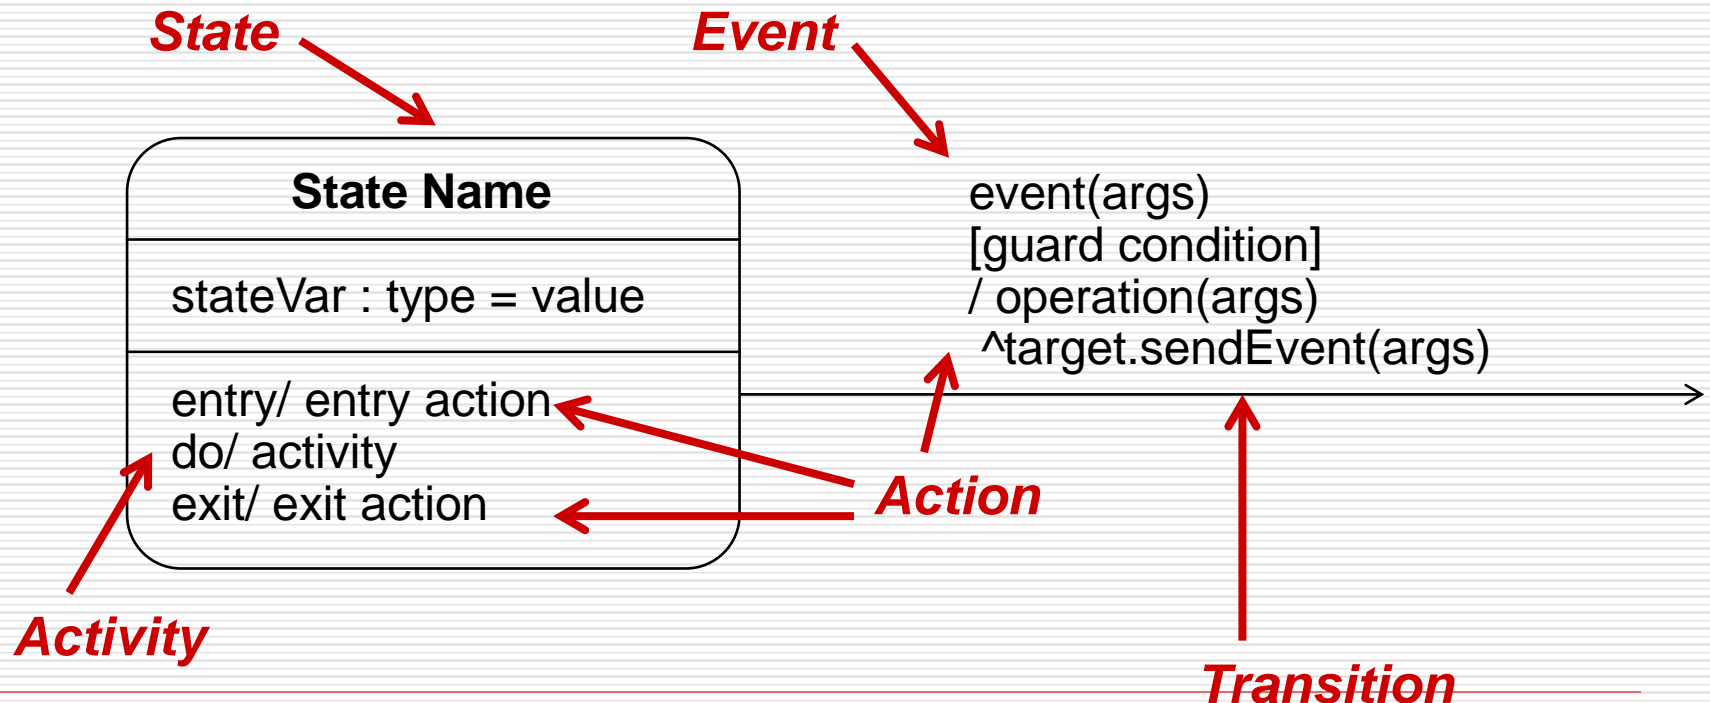 State
Event
State Name
stateVar : type = value
entry/ entry action
do/ activity
exit/ exit action
event(args)
[guard condition]
/ operation(args)
^target.sendEvent(args)
Action
Activity
Transition